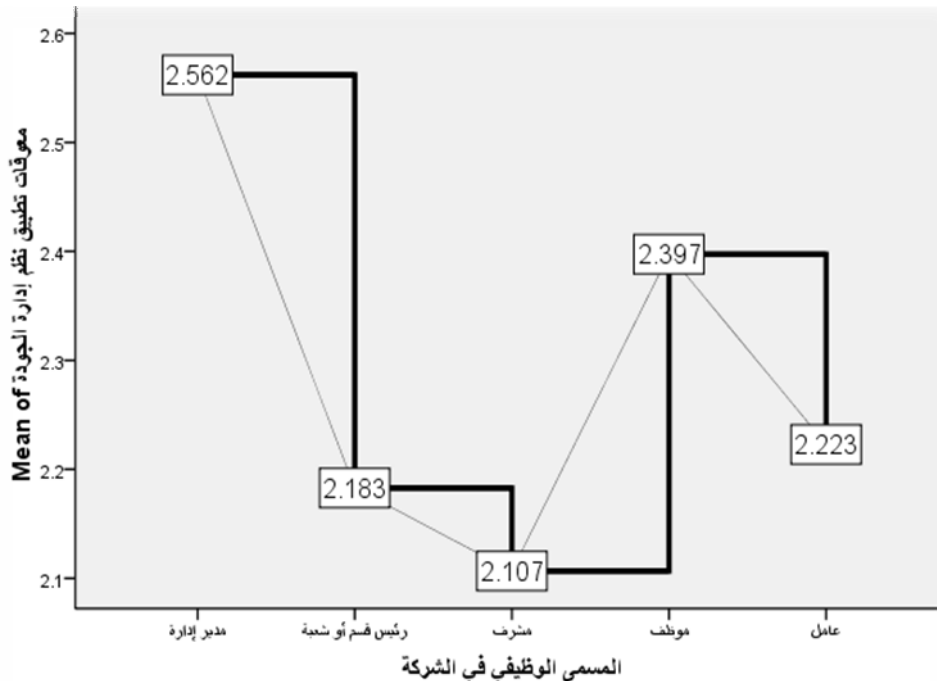 Mean of معوقات تطبيق نظم إدارة الجودة
2.6
2.5
2.4
2.3
2.2
2.1
2.562
2.183
2.107
2.397
2.223
مدير إدارة
رئيس قسم أو شعبة
مشرف
موظف
عامل
المسمى الوظيفي في الشركة